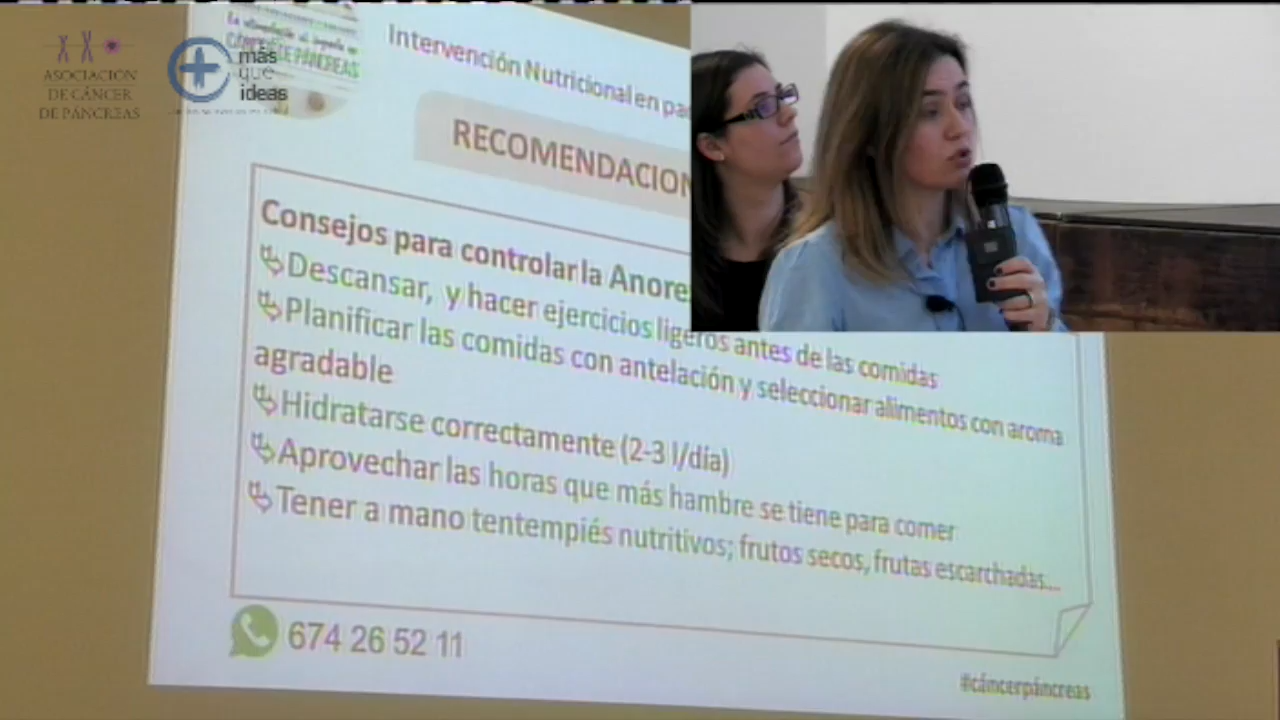 ASOCIACIÓN
DE CÁNCER
DE PÁNCREAS
más
que
ideas
CÁNCER DE PÁNCREAS
Intervención Nutricional en pa
RECOMENDACION
Consejos para controlar la Anore
Descansar, y hacer ejercicios ligeros antes de las comidas
Planificar las comidas con antelación y seleccionar alimentos con aroma
agradable
Hidratarse correctamente (2-3 l/día)
Aprovechar las horas que más hambre se tiene para comer
Tener a mano tentempiés nutritivos; frutos secos, frutas escarchadas...
674 26 52 11
#cáncerpáncreas